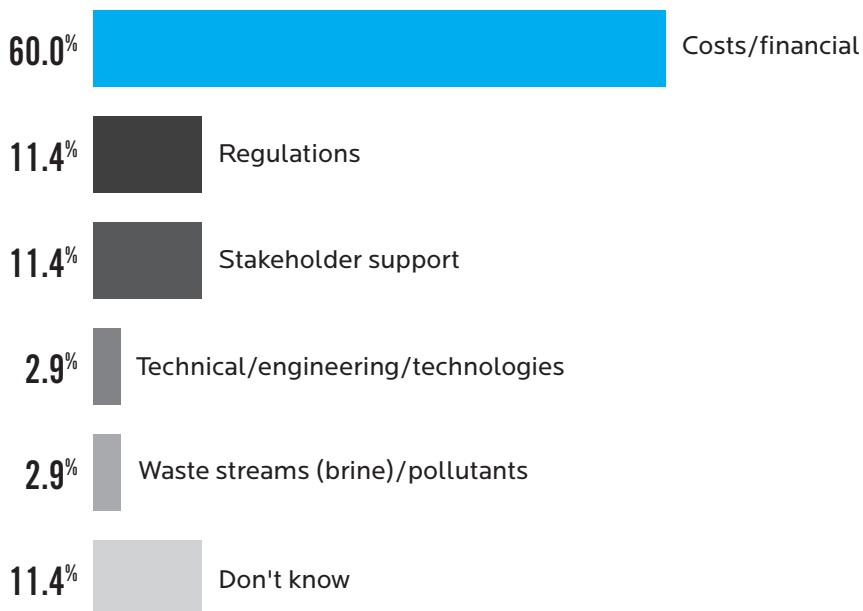 60.0% Costs/financial
11.4% Regulations
11.4% Stakeholder support
2.9% Technical/engineering/technologies
2.9% Waste streams (brine)/pollutants
11.4% Don't know